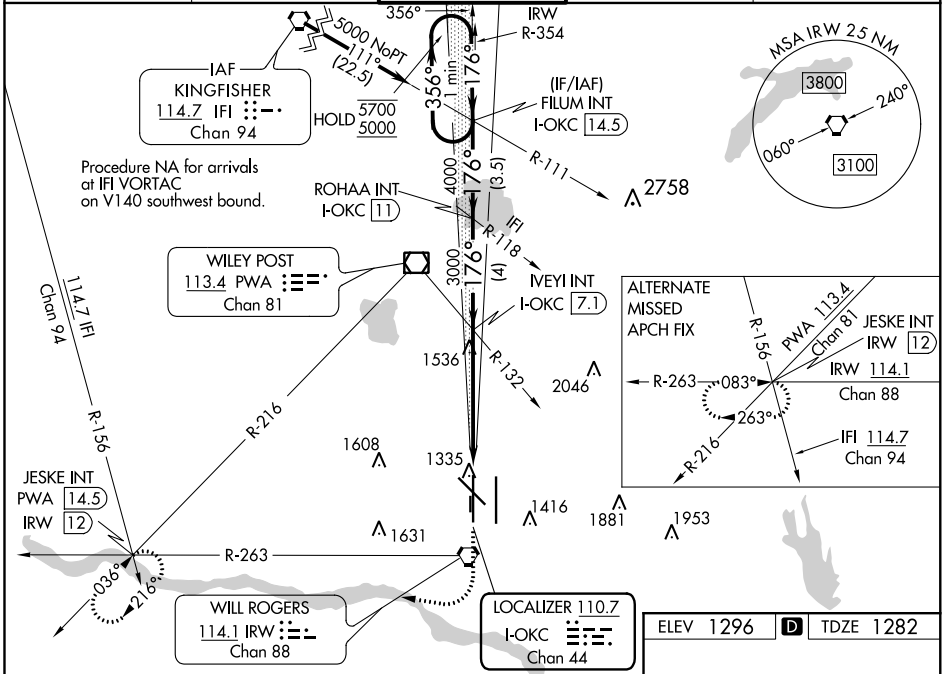 356°
IRW
R-354
5000 NoPT
111°
(22.5)
356°
1 min
176°
IAF
KINGFISHER
114.7 IFI
Chan 94
HOLD
5700
5000
(IF/IAF)
FILUM INT
I-OKC 14.5
MSA IRW 25 NM
3800
240°
060°
3100
Procedure NA for arrivals
at IFI VORTAC
on V140 southwest bound.
R-111
2758
4000
176°
(3.5)
ROHAA INT
I-OKC 11
IFI
R-118
WILEY POST
113.4 PWA
Chan 81
3000
176°
(4)
IVEYI INT
I-OKC 7.1
114.7 IFI
Chan 94
R-156
R-216
1536
R-132
2046
ALTERNATE
MISSED
APCH FIX
R-156
PWA 113.4
Chan 81
JESKE INT
IRW 12
R-263
083°
263°
IRW 114.1
Chan 88
R-216
IFI 114.7
Chan 94
1608
1335
JESKE INT
PWA 14.5
IRW 12
1631
1416
1881
1953
R-263
036°
216°
WILL ROGERS
114.1 IRW
Chan 88
LOCALIZER 110.7
I-OKC
Chan 44
ELEV 1296 D TDZE 1282